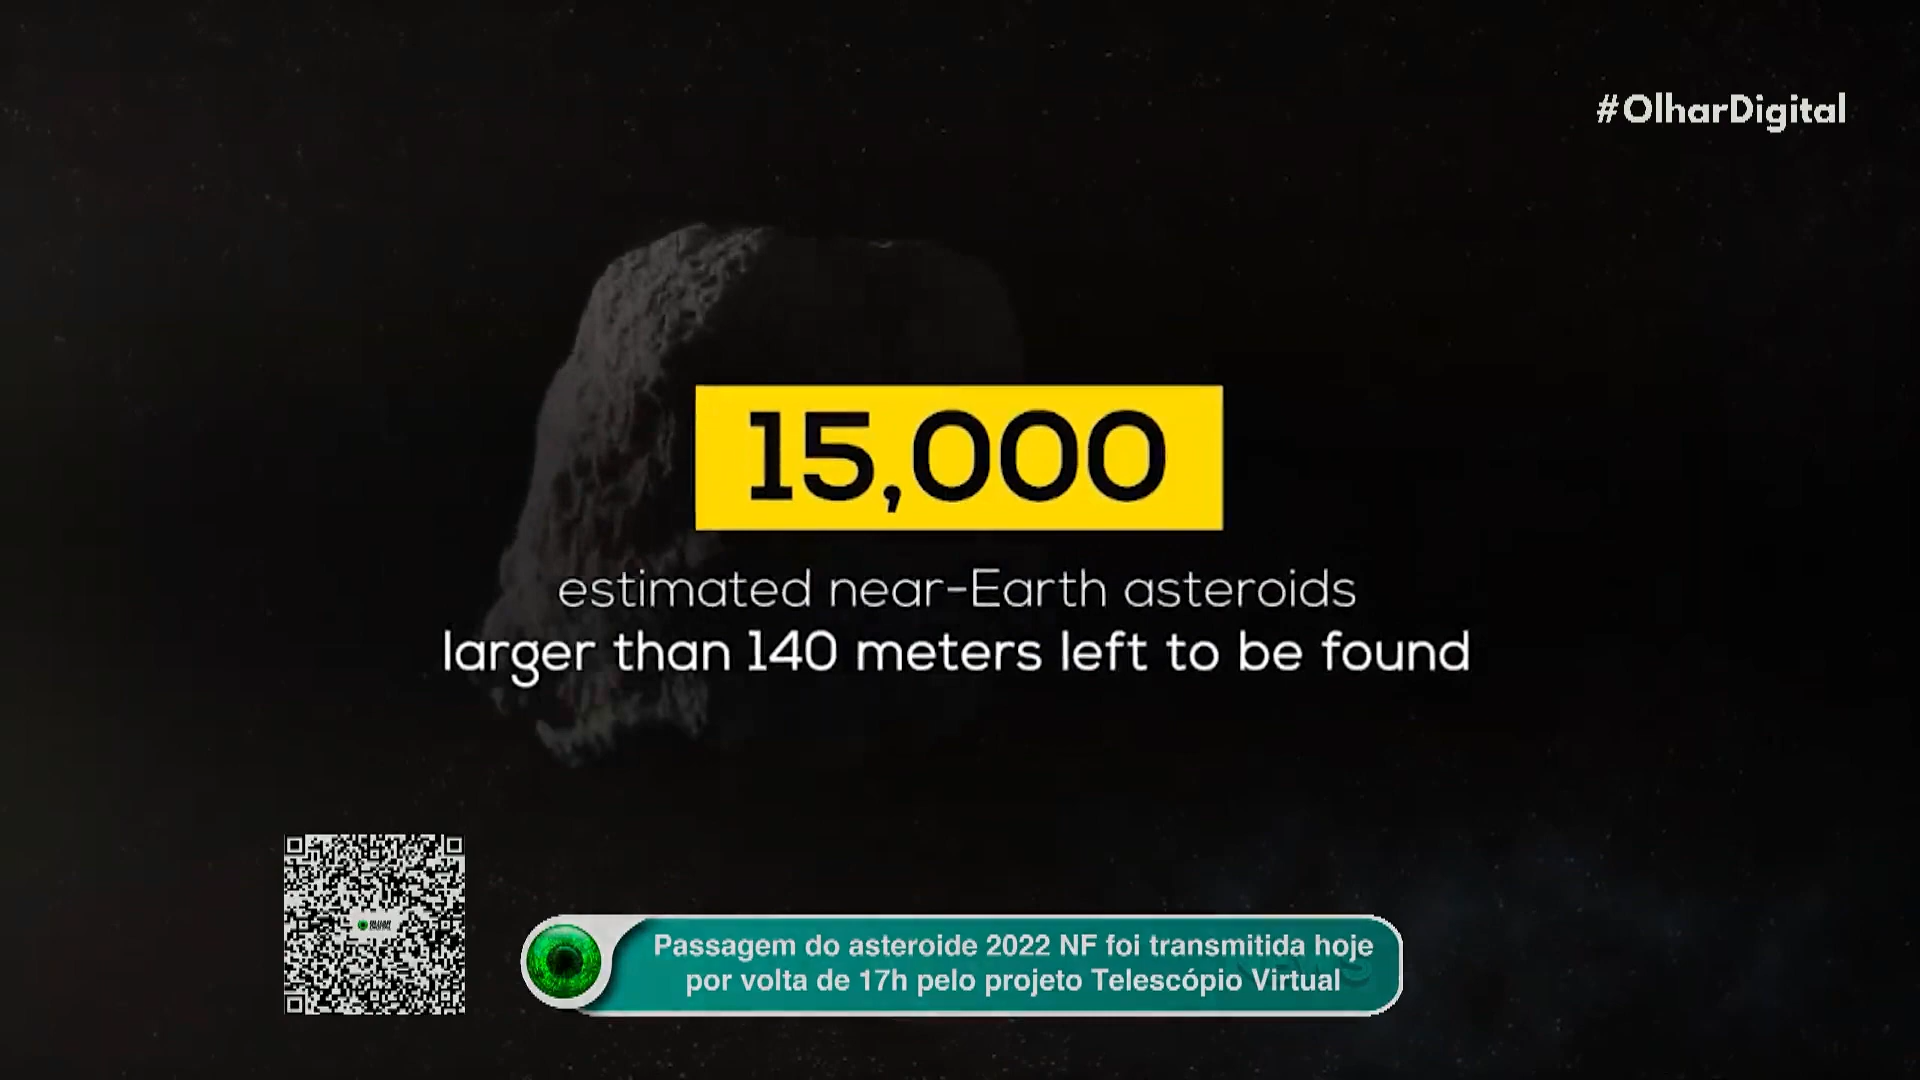 #OlharDigital
15,000
estimated near-Earth asteroids
larger than 140 meters left to be found
Passagem do asteroide 2022 NF foi transmitida hoje
por volta de 17h pelo projeto Telescópio Virtual